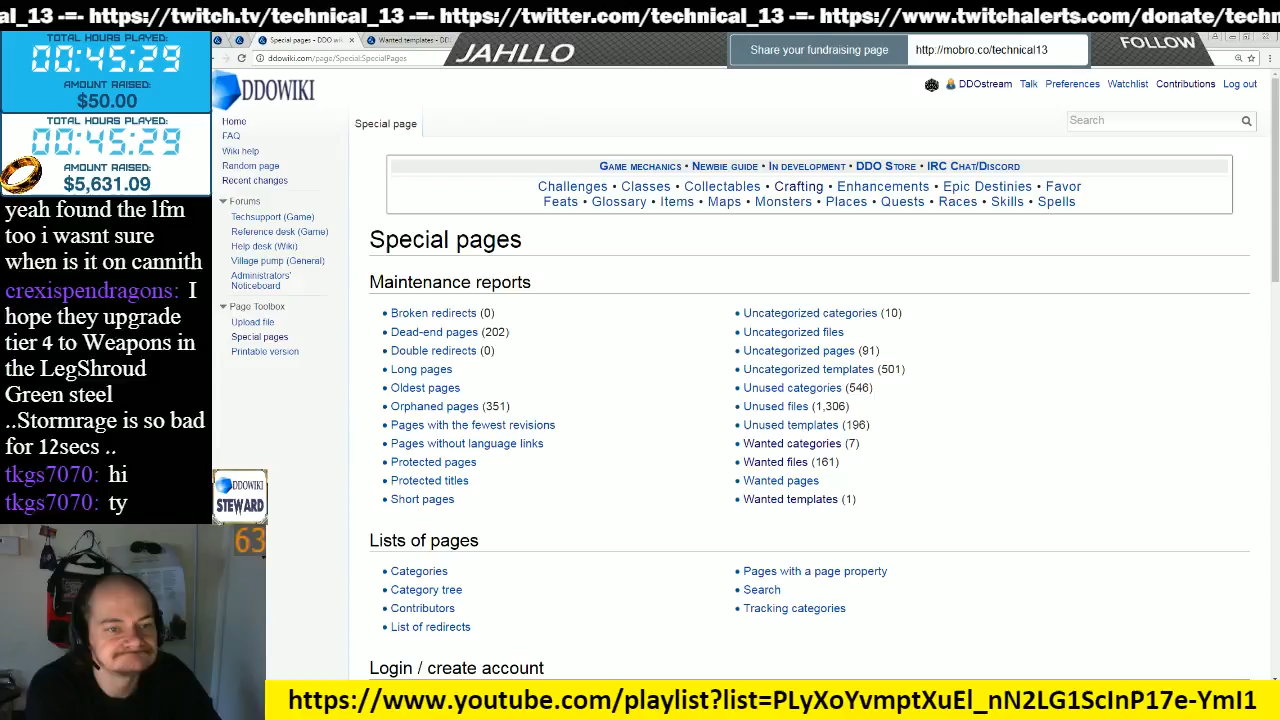 al_13 -=- https://twitch.tv/technical_13 -=- https://twitter.com/technical_13 -=- https://www.twitchalerts.com/donate/techn
TOTAL HOURS PLAYED:
00:45:29
AMOUNT RAISED:
$50.00
TOTAL HOURS PLAYED:
00:45:29
AMOUNT RAISED:
$5,631.09
yeah found the lfm
too i wasnt sure
when is it on cannith
crexispendragons: I
hope they upgrade
tier 4 to Weapons in
the LegShroud
Green steel
..Stormrage is so bad
for 12secs ..
tkgs7070: hi
tkgs7070: ty
Special pages - DDO wi
Wanted templates - DD
JAHLLO
Share your fundraising page
http://mobro.co/technical13
FOLLOW
ddowiki.com/page/Special:SpecialPages
DDOWIKI
DDOstream Talk Preferences Watchlist Contributions Log out
Home
FAQ
Wiki help
Random page
Recent changes
Forums
Techsupport (Game)
Reference desk (Game)
Help desk (Wiki)
Village pump (General)
Administrators'
Noticeboard
Page Toolbox
Upload file
Special pages
Printable version
DDOWIKI
STEWARD
63
Special page
Search
Game mechanics • Newbie guide • In development • DDO Store • IRC Chat/Discord
Challenges • Classes • Collectables • Crafting • Enhancements • Epic Destinies • Favor
Feats • Glossary • Items • Maps • Monsters • Places • Quests • Races • Skills • Spells
Special pages
Maintenance reports
• Broken redirects (0)
• Dead-end pages (202)
• Double redirects (0)
• Long pages
• Oldest pages
• Orphaned pages (351)
• Pages with the fewest revisions
• Pages without language links
• Protected pages
• Protected titles
• Short pages
• Uncategorized categories (10)
• Uncategorized files
• Uncategorized pages (91)
• Uncategorized templates (501)
• Unused categories (546)
• Unused files (1,306)
• Unused templates (196)
• Wanted categories (7)
• Wanted files (161)
• Wanted pages
• Wanted templates (1)
Lists of pages
• Categories
• Category tree
• Contributors
• List of redirects
• Pages with a page property
• Search
• Tracking categories
Login / create account
https://www.youtube.com/playlist?list=PLyXoYvmptXuEl_nN2LG1ScInP17e-YmI1